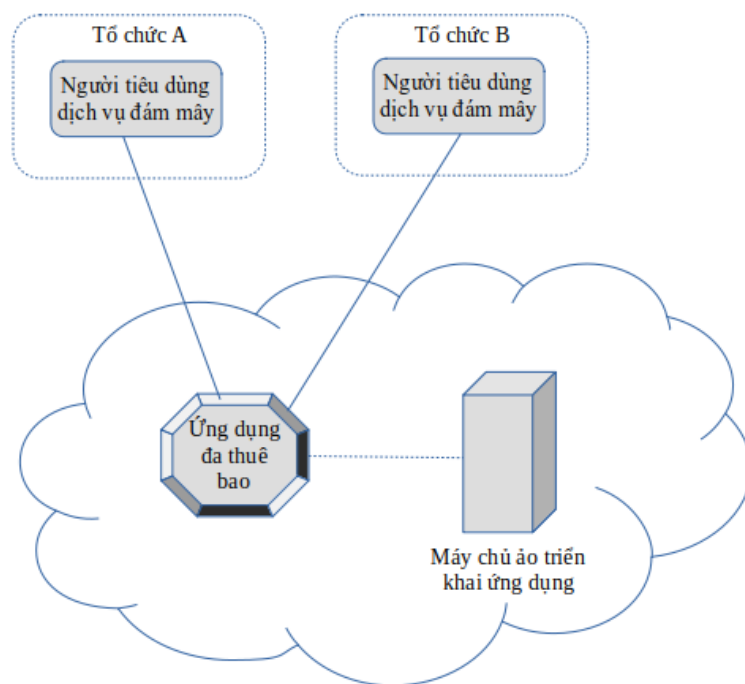 Tổ chức A
Người tiêu dùng
dịch vụ đám mây
Tổ chức B
Người tiêu dùng
dịch vụ đám mây
Ứng dụng
đa thuê
bao
Máy chủ ảo triển
khai ứng dụng